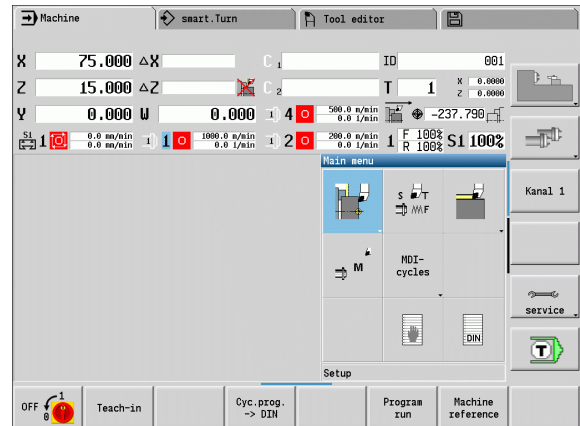 Machine
smart.Turn
Tool editor
X 75.000 △X C 1 ID 001
Z 15.000 △Z C 2 T 1 X 0.0000
Z 0.0000
Y 0.000 U 0.000 4 0 500.0 m/min
0.0 1/min
-237.790
S1 1 0 0.0 mm/min
0.0 mm/min
1 0 1000.0 m/min
0.0 1/min
2 0 200.0 m/min
0.0 1/min
1 F 100%
R 100%
S1 100%
Main menu
S T
M F
M
MDI-
cycles
DIN
Setup
Kanal 1
service
T
OFF 1
0
Teach-in
Cyc.prog.
-> DIN
Program
run
Machine
reference